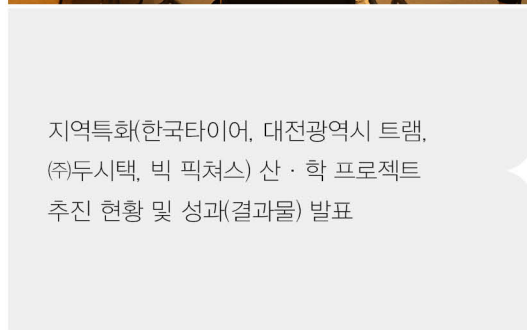 지역특화(한국타이어, 대전광역시 트램,
㈜두시택, 빅 픽쳐스) 산 · 학 프로젝트
추진 현황 및 성과(결과물) 발표